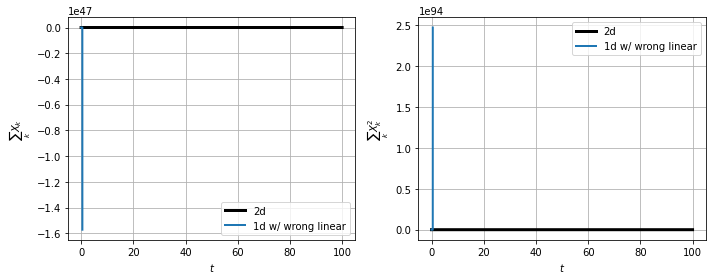 1e47
0.0
−0.2
−0.4
−0.6
−0.8
−1.0
−1.2
−1.4
−1.6
∑ₖ Xₖ
2d
1d w/ wrong linear
0 20 40 60 80 100
t
1e94
2.5
2.0
1.5
1.0
0.5
0.0
∑ₖ Xₖ²
2d
1d w/ wrong linear
0 20 40 60 80 100
t